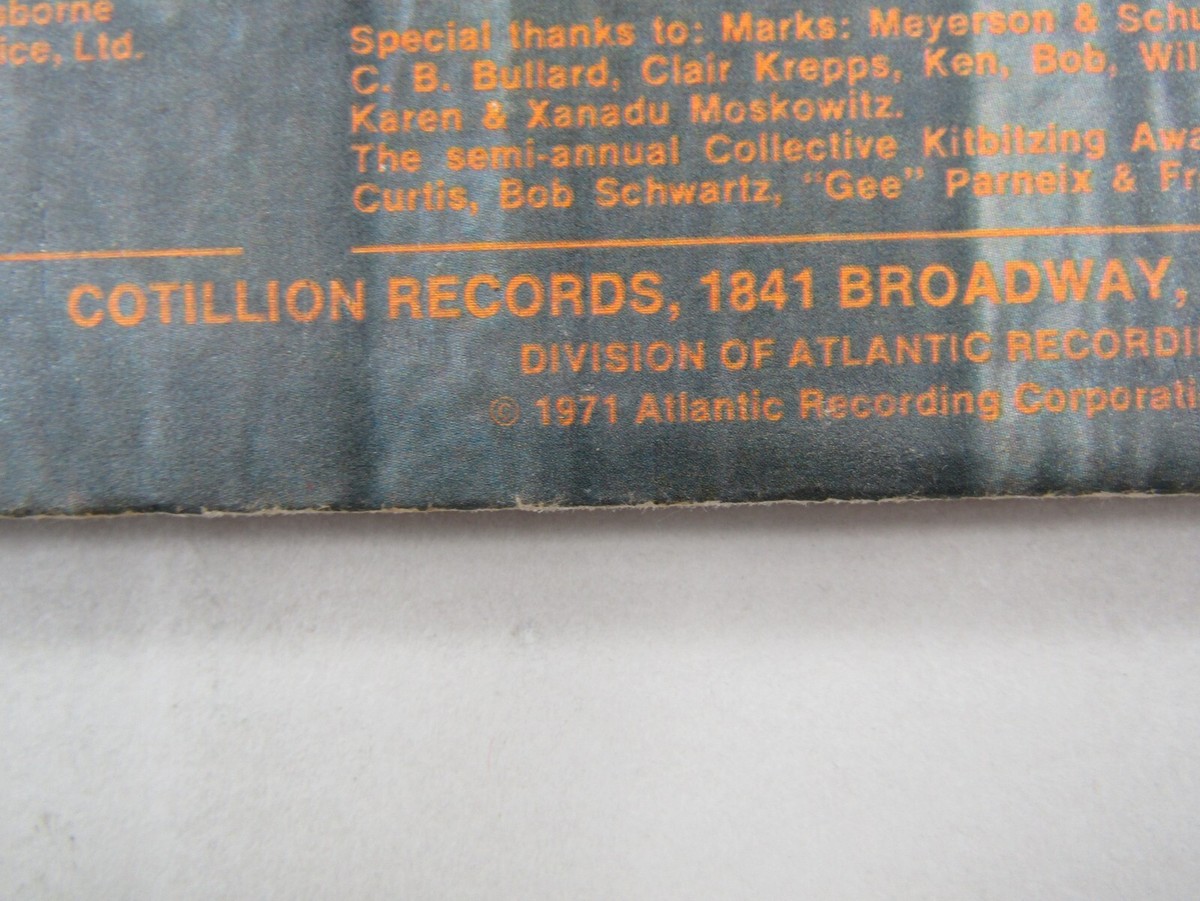 sborne
ice, Ltd.
Special thanks to: Marks: Meyerson & Sch
C. B. Bullard, Clair Krepps, Ken, Bob, Will
Karen & Xanadu Moskowitz.
The semi-annual Collective Kitbitzing Awa
Curtis, Bob Schwartz, "Gee" Parneix & Fr
COTILLION RECORDS, 1841 BROADWAY,
DIVISION OF ATLANTIC RECORDI
© 1971 Atlantic Recording Corporati